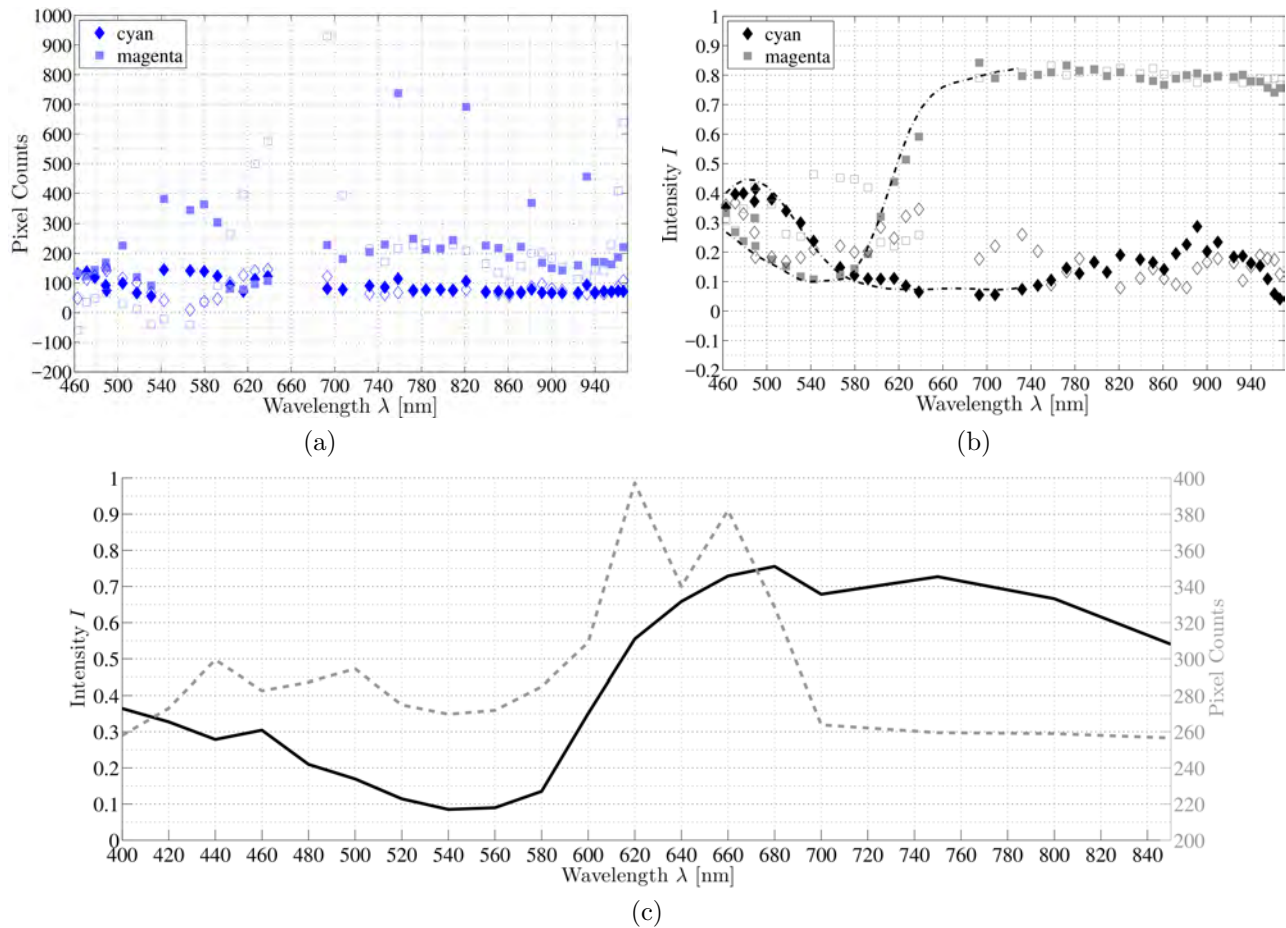 1000
900
800
700
600
500
400
300
200
100
0
−100
−200
Pixel Counts
cyan
magenta
460 500 540 580 620 660 700 740 780 820 860 900 940
Wavelength λ [nm]
(a)
1
0.9
0.8
0.7
0.6
0.5
0.4
0.3
0.2
0.1
0
−0.1
−0.2
Intensity I
cyan
magenta
460 500 540 580 620 660 700 740 780 820 860 900 940
Wavelength λ [nm]
(b)
1
0.9
0.8
0.7
0.6
0.5
0.4
0.3
0.2
0.1
0
Intensity I
400
380
360
340
320
300
280
260
240
220
200
Pixel Counts
400 420 440 460 480 500 520 540 560 580 600 620 640 660 680 700 720 740 760 780 800 820 840
Wavelength λ [nm]
(c)